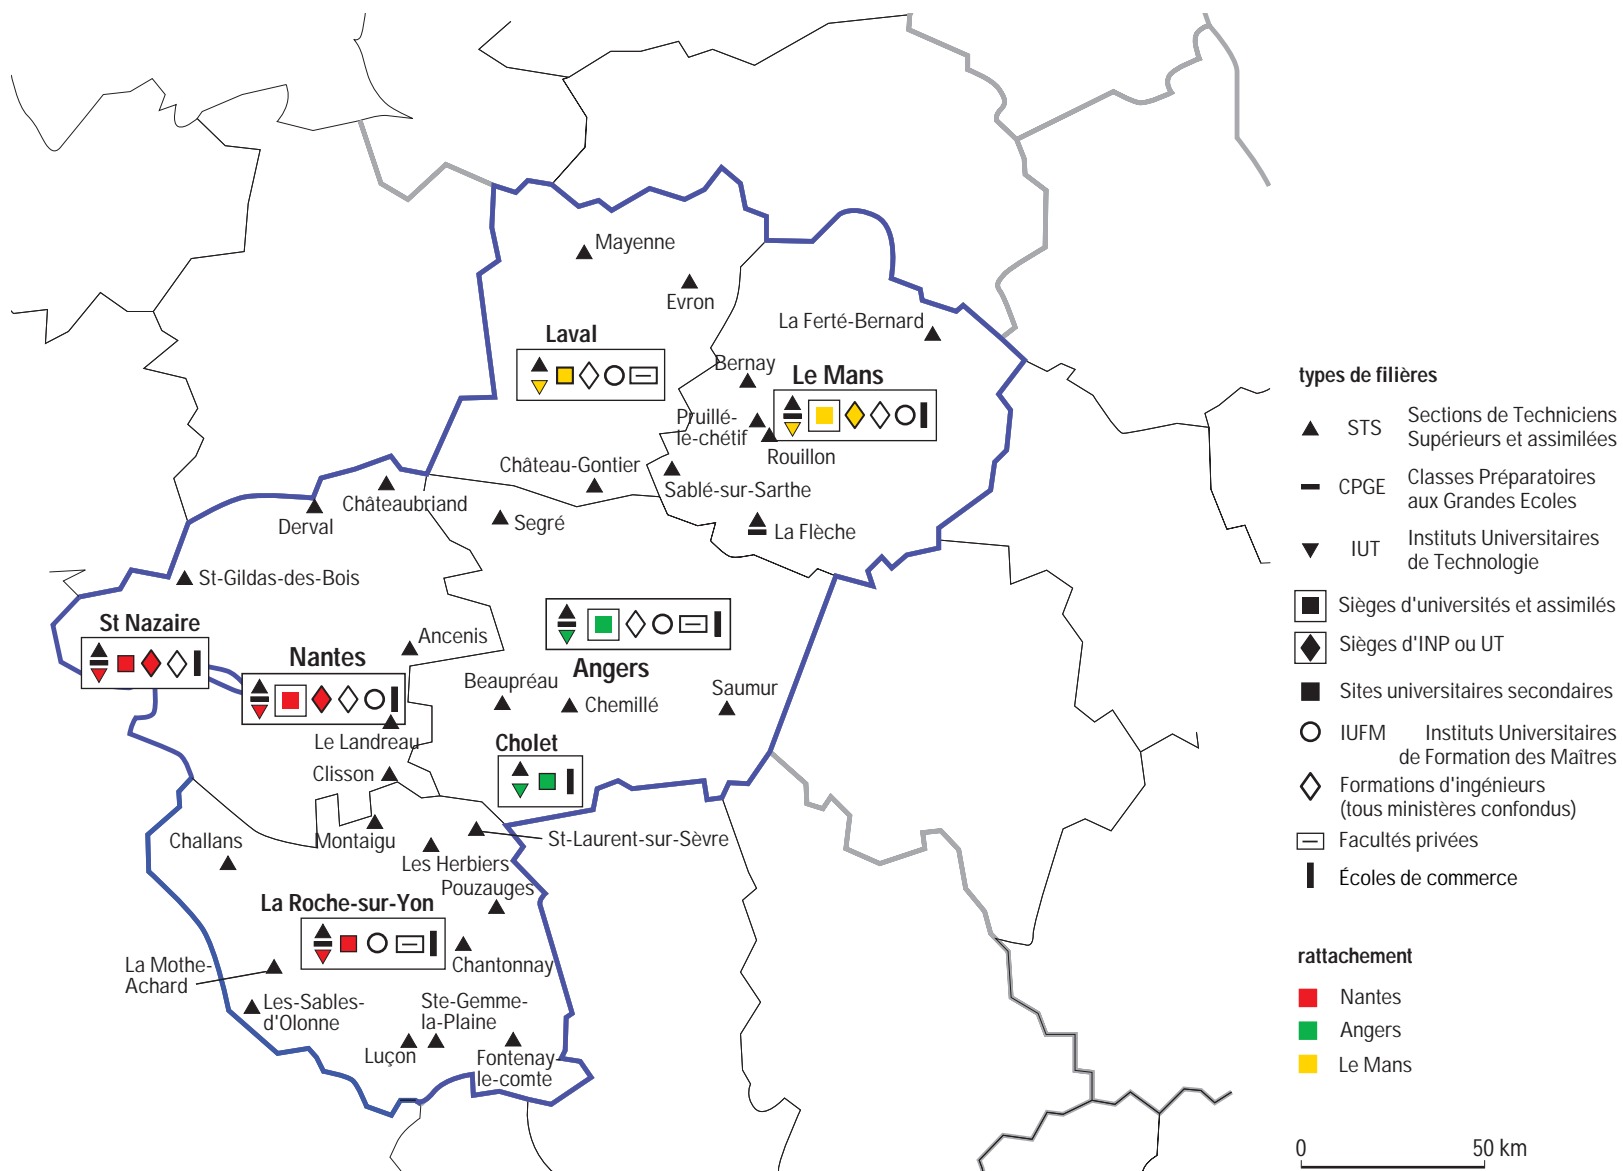 Mayenne
Evron
La Ferté-Bernard
Laval
Bernay
Le Mans
Pruillé-
le-chétif
Rouillon
Château-Gontier
Sablé-sur-Sarthe
Châteaubriand
Derval
Segré
La Flèche
St-Gildas-des-Bois
St Nazaire
Ancenis
Nantes
Angers
Beaupréau
Chemillé
Saumur
Le Landreau
Cholet
Clisson
Challans
Montaigu
St-Laurent-sur-Sèvre
Les Herbiers
Pouzauges
La Roche-sur-Yon
La Mothe-
Achard
Chantonnay
Les-Sables-
d'Olonne
Ste-Gemme-
la-Plaine
Luçon
Fontenay
le-comte
types de filières
STS Sections de Techniciens
Supérieurs et assimilées
CPGE Classes Préparatoires
aux Grandes Ecoles
IUT Instituts Universitaires
de Technologie
Sièges d'universités et assimilés
Sièges d'INP ou UT
Sites universitaires secondaires
IUFM Instituts Universitaires
de Formation des Maîtres
Formations d'ingénieurs
(tous ministères confondus)
Facultés privées
Écoles de commerce
rattachement
Nantes
Angers
Le Mans
0 50 km